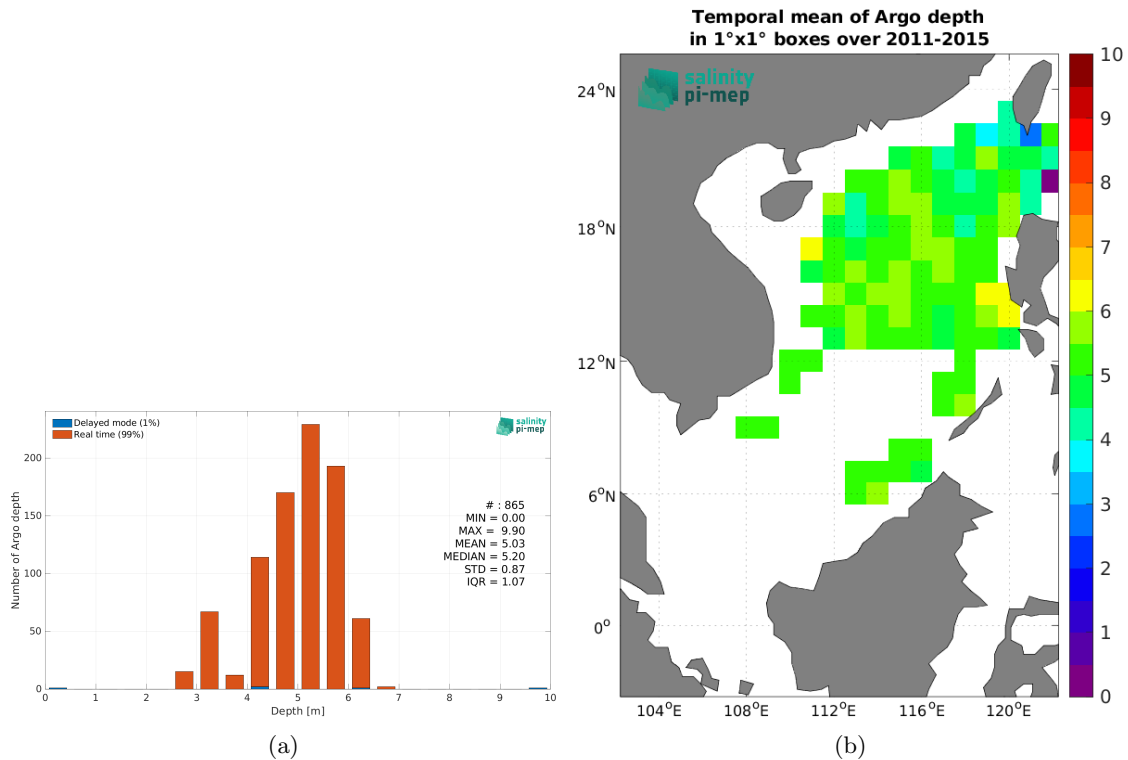 Temporal mean of Argo depth
in 1°x1° boxes over 2011-2015
salinity
pi-mep
24°N
18°N
12°N
6°N
0°
104°E
108°E
112°E
116°E
120°E
10
9
8
7
6
5
4
3
2
1
0
Delayed mode (1%)
Real time (99%)
salinity
pi-mep
# : 865
MIN = 0.00
MAX = 9.90
MEAN = 5.03
MEDIAN = 5.20
STD = 0.87
IQR = 1.07
Number of Argo depth
200
150
100
50
0
0 1 2 3 4 5 6 7 8 9 10
Depth [m]
(a)
(b)